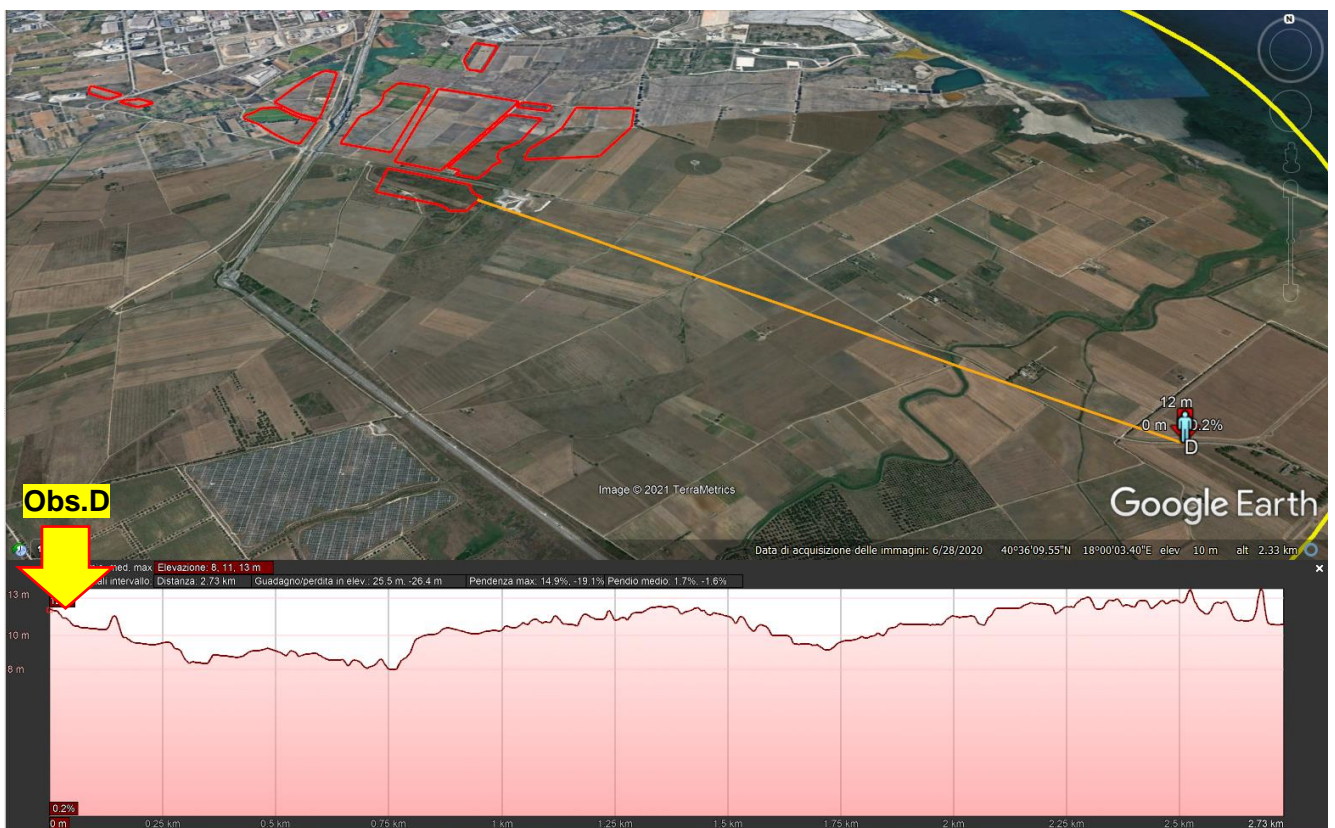 N
12 m
0 m 0.2%
D
Image © 2021 TerraMetrics
Google Earth
Obs.D
Data di acquisizione delle immagini: 6/28/2020 40°36'09.55"N 18°00'03.40"E elev 10 m alt 2.33 km
med. max Elevazione: 8, 11, 13 m
intervallo: Distanza: 2.73 km Guadagno/perdita in elev.: 25.5 m, -26.4 m Pendenza max: 14.9%, -19.1% Pendio medio: 1.7%, -1.6%
13 m
10 m
8 m
0.2%
0 m 0.25 km 0.5 km 0.75 km 1 km 1.25 km 1.5 km 1.75 km 2 km 2.25 km 2.5 km 2.73 km